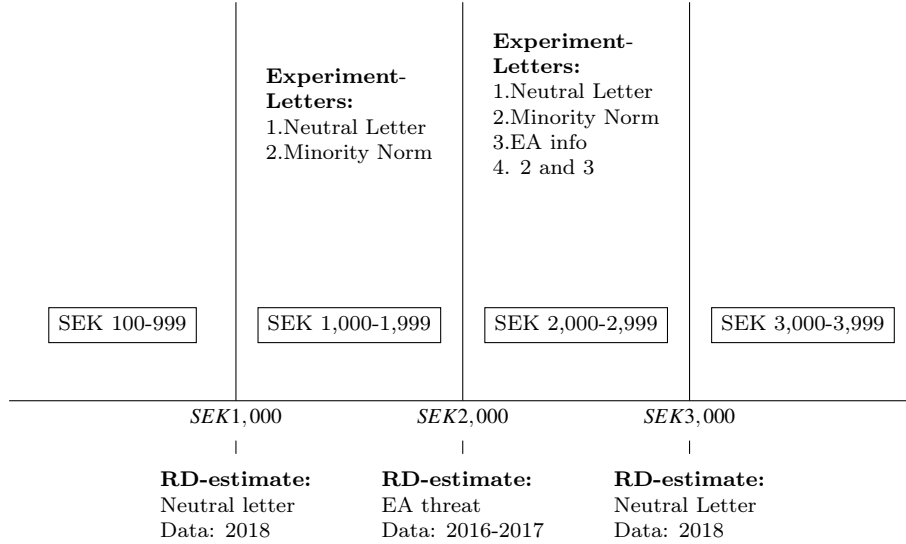 Experiment-
Letters:
1.Neutral Letter
2.Minority Norm
Experiment-
Letters:
1.Neutral Letter
2.Minority Norm
3.EA info
4. 2 and 3
SEK 100-999
SEK 1,000-1,999
SEK 2,000-2,999
SEK 3,000-3,999
SEK1,000
SEK2,000
SEK3,000
RD-estimate:
Neutral letter
Data: 2018
RD-estimate:
EA threat
Data: 2016-2017
RD-estimate:
Neutral Letter
Data: 2018